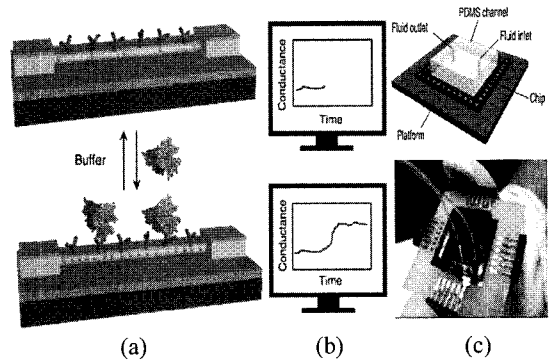 Buffer
Conductance
Time
Conductance
Time
PDMS channel
Fluid outlet
Fluid inlet
Chip
Platform
(a)
(b)
(c)